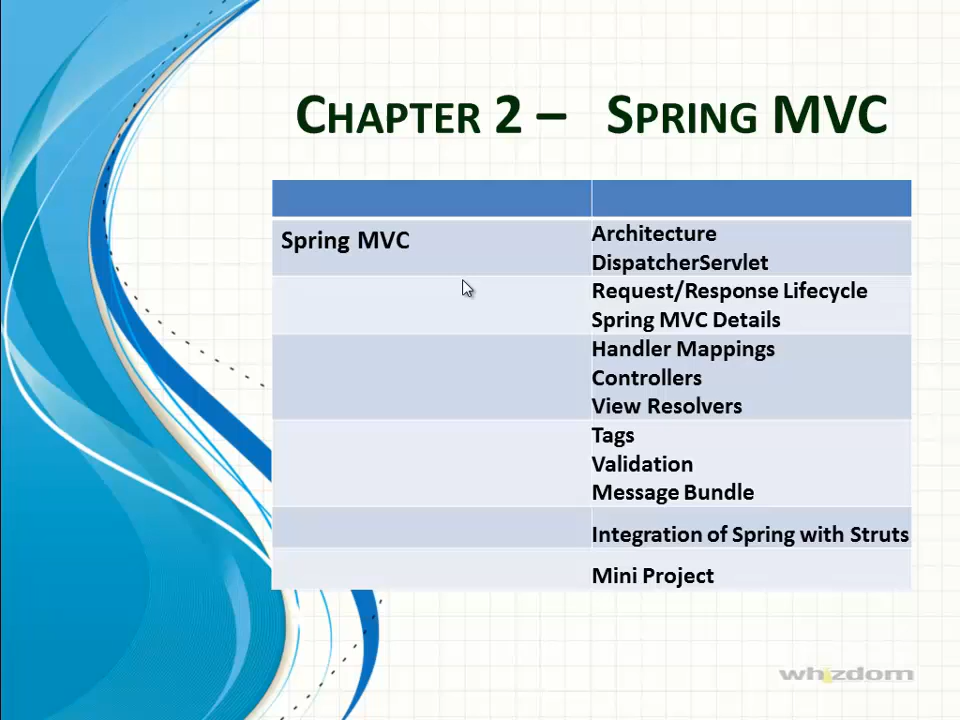 CHAPTER 2 – SPRING MVC
Spring MVC
Architecture
DispatcherServlet
Request/Response Lifecycle
Spring MVC Details
Handler Mappings
Controllers
View Resolvers
Tags
Validation
Message Bundle
Integration of Spring with Struts
Mini Project
whizdom